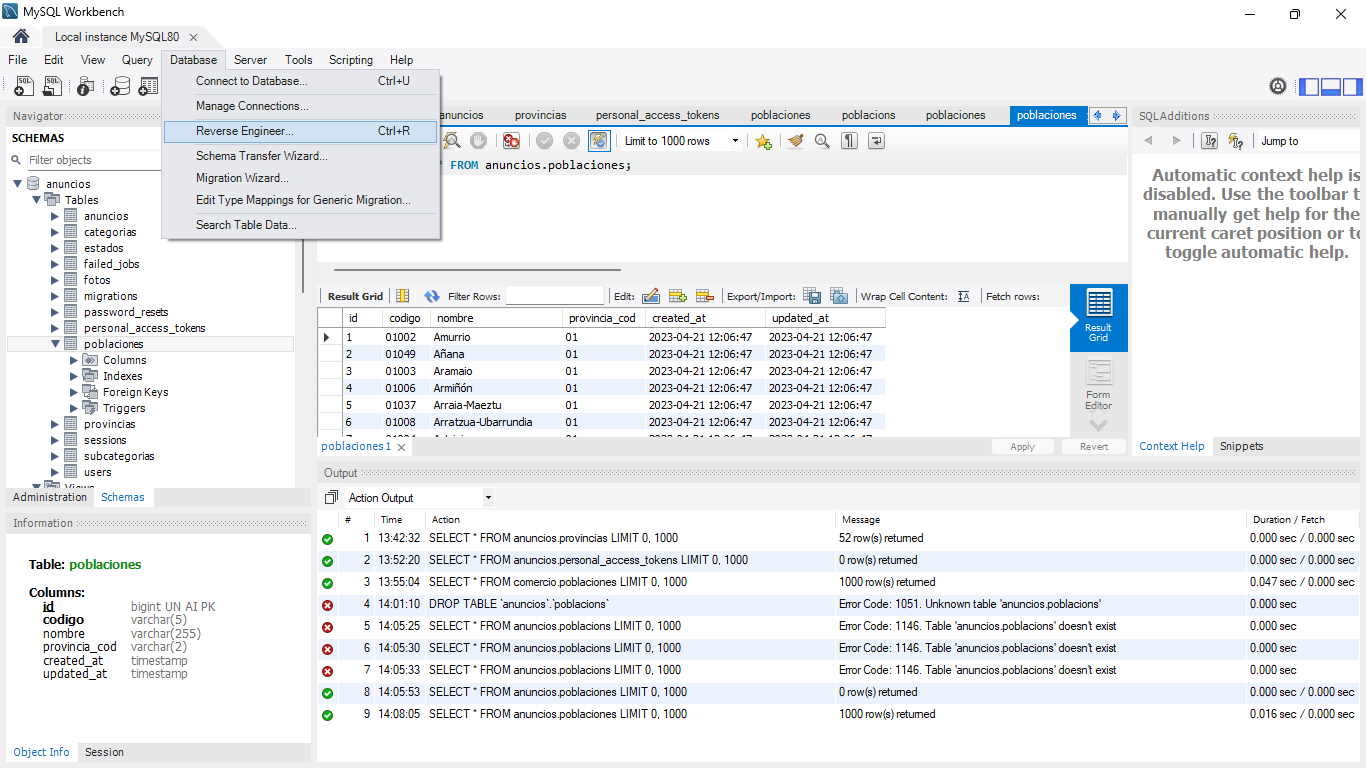 MySQL Workbench
Local instance MySQL80
File Edit View Query Database Server Tools Scripting Help
Connect to Database... Ctrl+U
Manage Connections...
Reverse Engineer... Ctrl+R
Schema Transfer Wizard...
Migration Wizard...
Edit Type Mappings for Generic Migration...
Search Table Data...
Navigator
SCHEMAS
Filter objects
anuncios
Tables
anuncios
categorias
estados
failed_jobs
fotos
migrations
password_resets
personal_access_tokens
poblaciones
Columns
Indexes
Foreign Keys
Triggers
provincias
sessions
subcategorias
users
Views
Administration Schemas
Information
Table: poblaciones
Columns:
id bigint UN AI PK
codigo varchar(5)
nombre varchar(255)
provincia_cod varchar(2)
created_at timestamp
updated_at timestamp
Object Info Session
anuncios provincias personal_access_tokens poblaciones poblacions poblaciones poblaciones
Limit to 1000 rows
* FROM anuncios.poblaciones;
Result Grid Filter Rows: Edit: Export/Import: Wrap Cell Content: Fetch rows:
id codigo nombre provincia_cod created_at updated_at
1 01002 Amurrio 01 2023-04-21 12:06:47 2023-04-21 12:06:47
2 01049 Añana 01 2023-04-21 12:06:47 2023-04-21 12:06:47
3 01003 Aramaio 01 2023-04-21 12:06:47 2023-04-21 12:06:47
4 01006 Armiñón 01 2023-04-21 12:06:47 2023-04-21 12:06:47
5 01037 Arraia-Maeztu 01 2023-04-21 12:06:47 2023-04-21 12:06:47
6 01008 Arratzua-Ubarrundia 01 2023-04-21 12:06:47 2023-04-21 12:06:47
Result
Grid
Form
Editor
poblaciones 1 Apply Revert
SQLAdditions
Jump to
Automatic context help is
disabled. Use the toolbar t
manually get help for the
current caret position or to
toggle automatic help.
Context Help Snippets
Output
Action Output
# Time Action Message Duration / Fetch
1 13:42:32 SELECT * FROM anuncios.provincias LIMIT 0, 1000 52 row(s) returned 0.000 sec / 0.000 sec
2 13:52:20 SELECT * FROM anuncios.personal_access_tokens LIMIT 0, 1000 0 row(s) returned 0.000 sec / 0.000 sec
3 13:55:04 SELECT * FROM comercio.poblaciones LIMIT 0, 1000 1000 row(s) returned 0.047 sec / 0.000 sec
4 14:01:10 DROP TABLE `anuncios`.`poblacions` Error Code: 1051. Unknown table 'anuncios.poblacions' 0.000 sec
5 14:05:25 SELECT * FROM anuncios.poblacions LIMIT 0, 1000 Error Code: 1146. Table 'anuncios.poblacions' doesn't exist 0.000 sec
6 14:05:30 SELECT * FROM anuncios.poblacions LIMIT 0, 1000 Error Code: 1146. Table 'anuncios.poblacions' doesn't exist 0.000 sec
7 14:05:33 SELECT * FROM anuncios.poblacions LIMIT 0, 1000 Error Code: 1146. Table 'anuncios.poblacions' doesn't exist 0.000 sec
8 14:05:53 SELECT * FROM anuncios.poblaciones LIMIT 0, 1000 0 row(s) returned 0.000 sec / 0.000 sec
9 14:08:05 SELECT * FROM anuncios.poblaciones LIMIT 0, 1000 1000 row(s) returned 0.016 sec / 0.000 sec